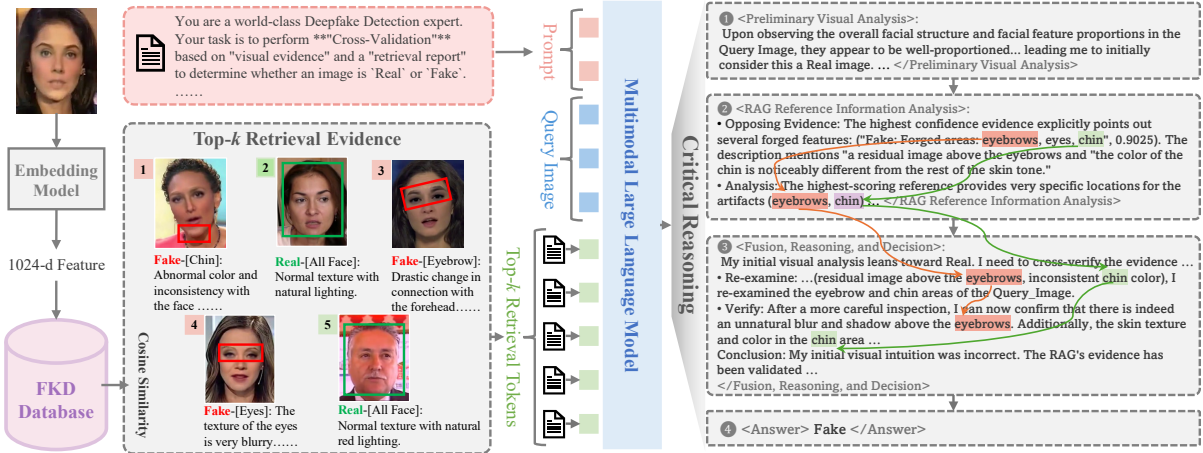 You are a world-class Deepfake Detection expert.
Your task is to perform **"Cross-Validation"**
based on "visual evidence" and a "retrieval report"
to determine whether an image is `Real` or `Fake`.
……
Embedding
Model
1024-d Feature
FKD
Database
Top-k Retrieval Evidence
1
Fake-[Chin]:
Abnormal color and
inconsistency with
the face ……
2
Real-[All Face]:
Normal texture with
natural lighting.
3
Fake-[Eyebrow]:
Drastic change in
connection with
the forehead……
4
Fake-[Eyes]: The
texture of the eyes
is very blurry……
5
Real-[All Face]:
Normal texture with natural
red lighting.
Cosine Similarity
Prompt
Query Image
Top-k Retrieval Tokens
Multimodal Large Language Model
Critical Reasoning
1 <Preliminary Visual Analysis>:
Upon observing the overall facial structure and facial feature proportions in the
Query Image, they appear to be well-proportioned... leading me to initially
consider this a Real image. ... </Preliminary Visual Analysis>
2 <RAG Reference Information Analysis>:
• Opposing Evidence: The highest confidence evidence explicitly points out
several forged features: ("Fake: Forged areas: eyebrows, eyes, chin", 0.9025). The
description mentions "a residual image above the eyebrows and "the color of the
chin is noticeably different from the rest of the skin tone."
• Analysis: The highest-scoring reference provides very specific locations for the
artifacts (eyebrows, chin)... </RAG Reference Information Analysis>
3 <Fusion, Reasoning, and Decision>:
My initial visual analysis leans toward Real. I need to cross-verify the evidence ...
• Re-examine: ...(residual image above the eyebrows, inconsistent chin color), I
re-examined the eyebrow and chin areas of the Query_Image.
• Verify: After a more careful inspection, I can now confirm that there is indeed
an unnatural blur and shadow above the eyebrows. Additionally, the skin texture
and color in the chin area ...
Conclusion: My initial visual intuition was incorrect. The RAG's evidence has
been validated ...
</Fusion, Reasoning, and Decision>
4 <Answer> Fake </Answer>